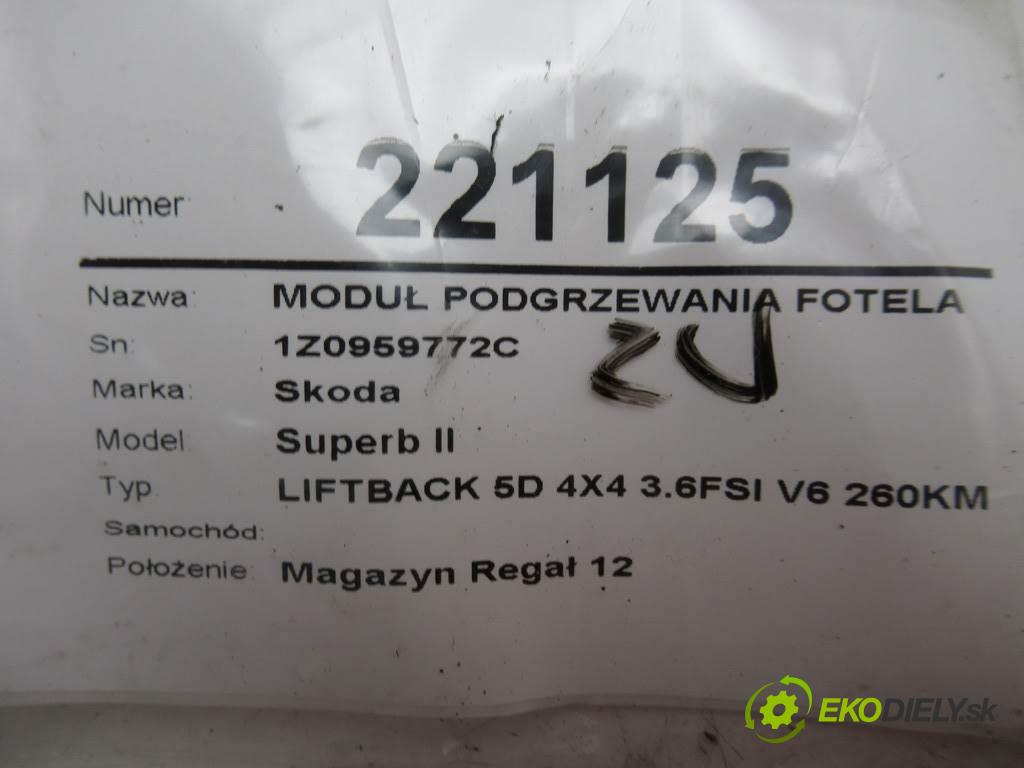 Numer 221125
Nazwa: MODUŁ PODGRZEWANIA FOTELA
Sn: 1Z0959772C
ZU
Marka: Skoda
Model Superb II
Typ LIFTBACK 5D 4X4 3.6FSI V6 260KM
Samochód:
Położenie: Magazyn Regał 12
EKODIELY.sk